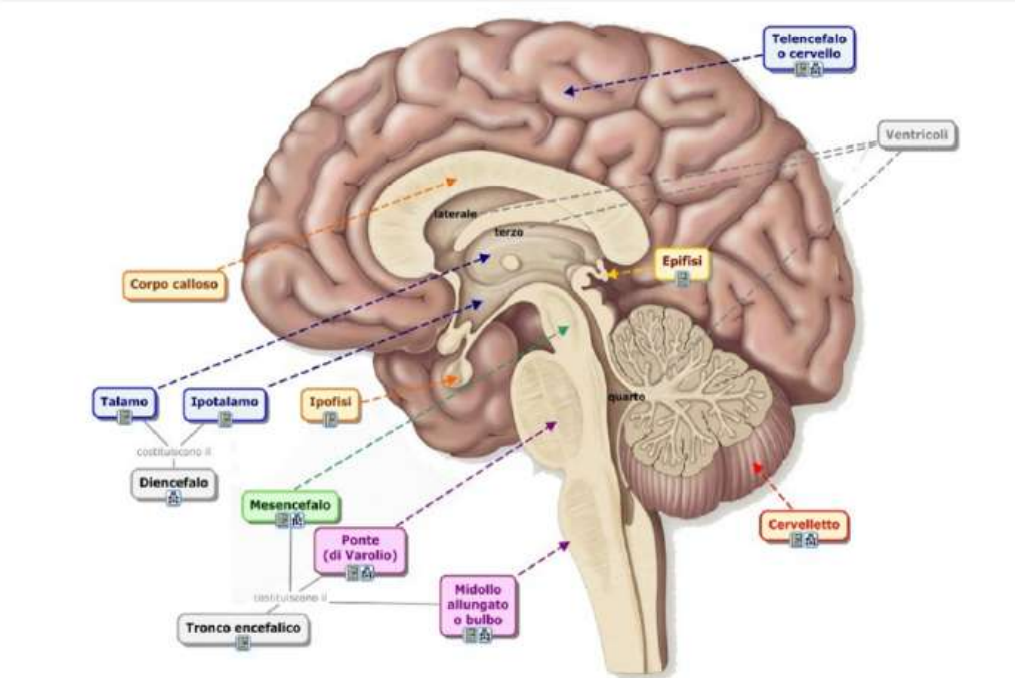 Telencefalo
o cervello
Ventricoli
laterale
terzo
Epifisi
Corpo calloso
Talamo
Ipotalamo
Ipofisi
quarto
costituiscono il
Diencefalo
Mesencefalo
Cervelletto
Ponte
(di Varolio)
Midollo
allungato
o bulbo
costituiscono il
Tronco encefalico